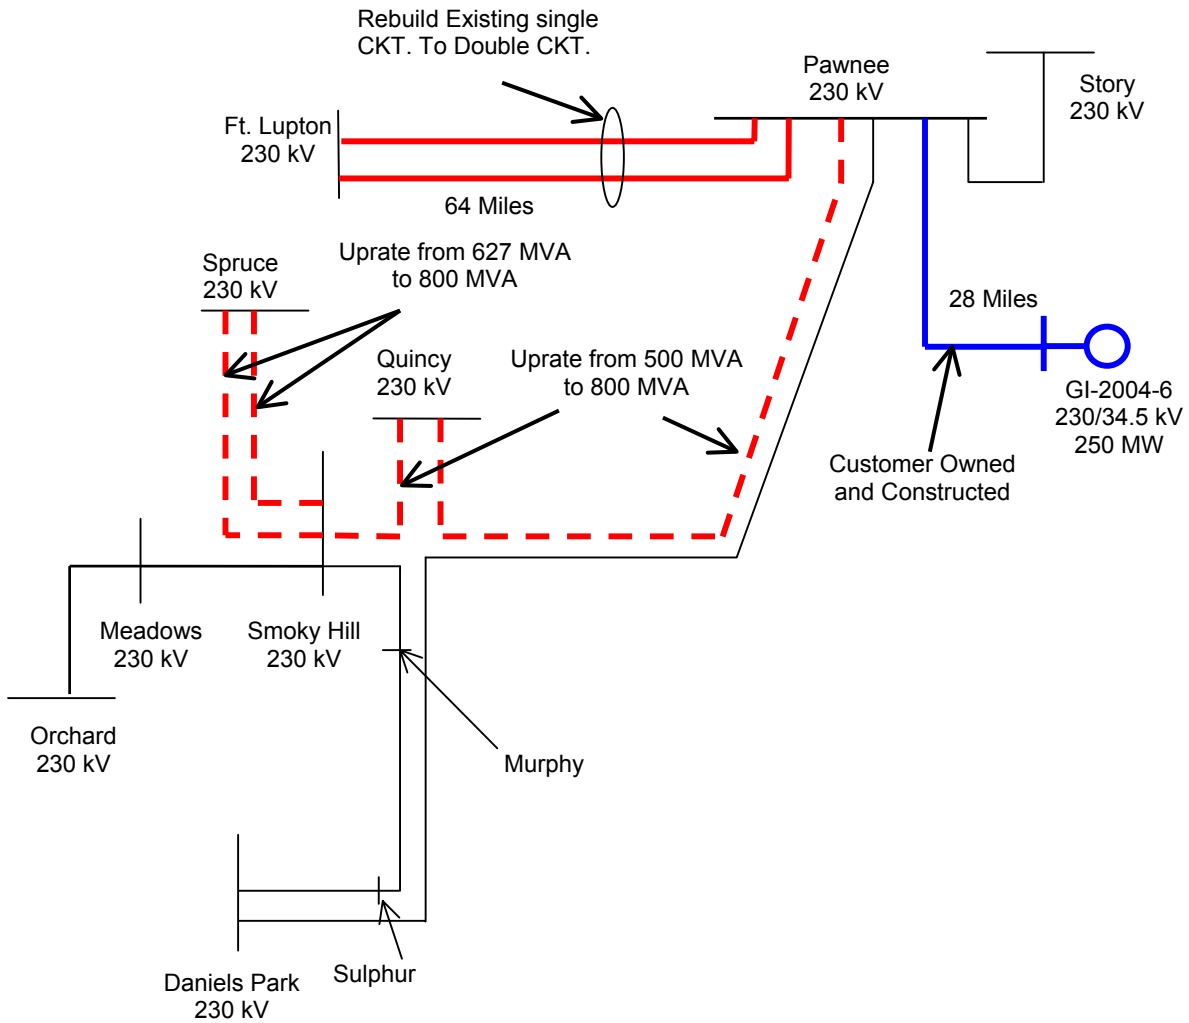 Rebuild Existing single
CKT. To Double CKT.
Pawnee
230 kV
Story
230 kV
Ft. Lupton
230 kV
64 Miles
Spruce
230 kV
Uprate from 627 MVA
to 800 MVA
28 Miles
Quincy
230 kV
Uprate from 500 MVA
to 800 MVA
GI-2004-6
230/34.5 kV
250 MW
Customer Owned
and Constructed
Meadows
230 kV
Smoky Hill
230 kV
Orchard
230 kV
Murphy
Sulphur
Daniels Park
230 kV